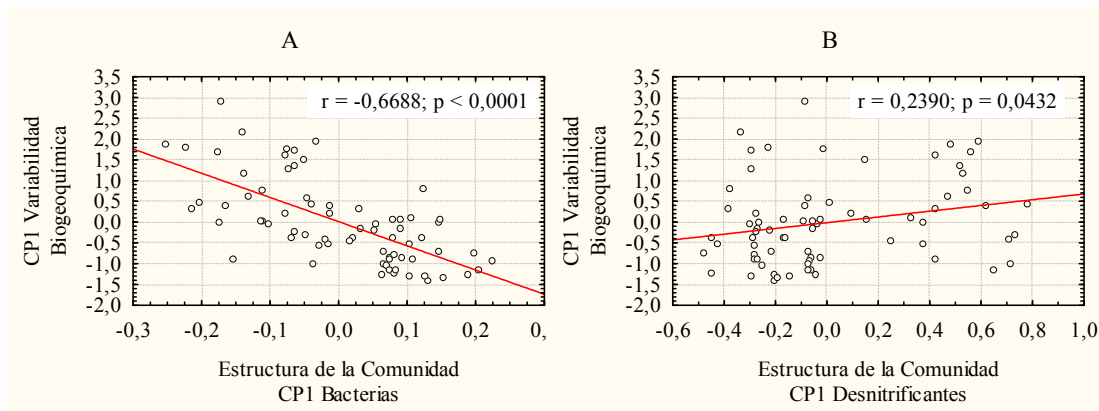 A
B
3,5
3,0
2,5
2,0
1,5
1,0
0,5
0,0
-0,5
-1,0
-1,5
-2,0
CP1 Variabilidad
Biogeoquímica
r = -0,6688; p < 0,0001
-0,3 -0,2 -0,1 0,0 0,1 0,2 0,
Estructura de la Comunidad
CP1 Bacterias
3,5
3,0
2,5
2,0
1,5
1,0
0,5
0,0
-0,5
-1,0
-1,5
-2,0
CP1 Variabilidad
Biogeoquímica
r = 0,2390; p = 0,0432
-0,6 -0,4 -0,2 0,0 0,2 0,4 0,6 0,8 1,0
Estructura de la Comunidad
CP1 Desnitrificantes